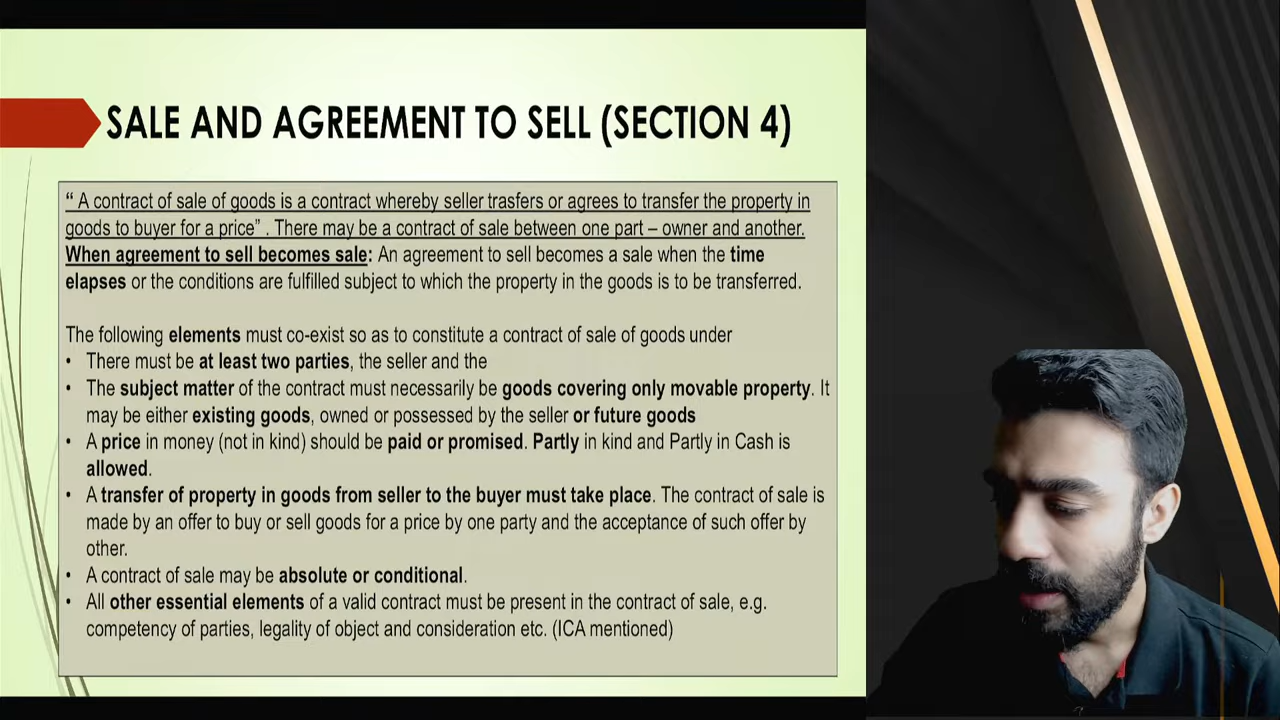 SALE AND AGREEMENT TO SELL (SECTION 4)
“ A contract of sale of goods is a contract whereby seller trasfers or agrees to transfer the property in
goods to buyer for a price” . There may be a contract of sale between one part – owner and another.
When agreement to sell becomes sale: An agreement to sell becomes a sale when the time
elapses or the conditions are fulfilled subject to which the property in the goods is to be transferred.
The following elements must co-exist so as to constitute a contract of sale of goods under
• There must be at least two parties, the seller and the
• The subject matter of the contract must necessarily be goods covering only movable property. It
may be either existing goods, owned or possessed by the seller or future goods
• A price in money (not in kind) should be paid or promised. Partly in kind and Partly in Cash is
allowed.
• A transfer of property in goods from seller to the buyer must take place. The contract of sale is
made by an offer to buy or sell goods for a price by one party and the acceptance of such offer by
other.
• A contract of sale may be absolute or conditional.
• All other essential elements of a valid contract must be present in the contract of sale, e.g.
competency of parties, legality of object and consideration etc. (ICA mentioned)